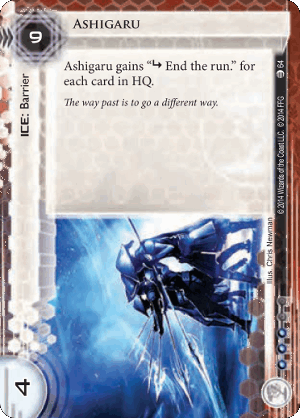 Ashigaru
9
ICE: Barrier
Ashigaru gains “↳ End the run.” for
each card in HQ.
The way past is to go a different way.
64
© 2014 Wizards of the Coast LLC. © 2014 FFG
Illus. Chris Newman
4